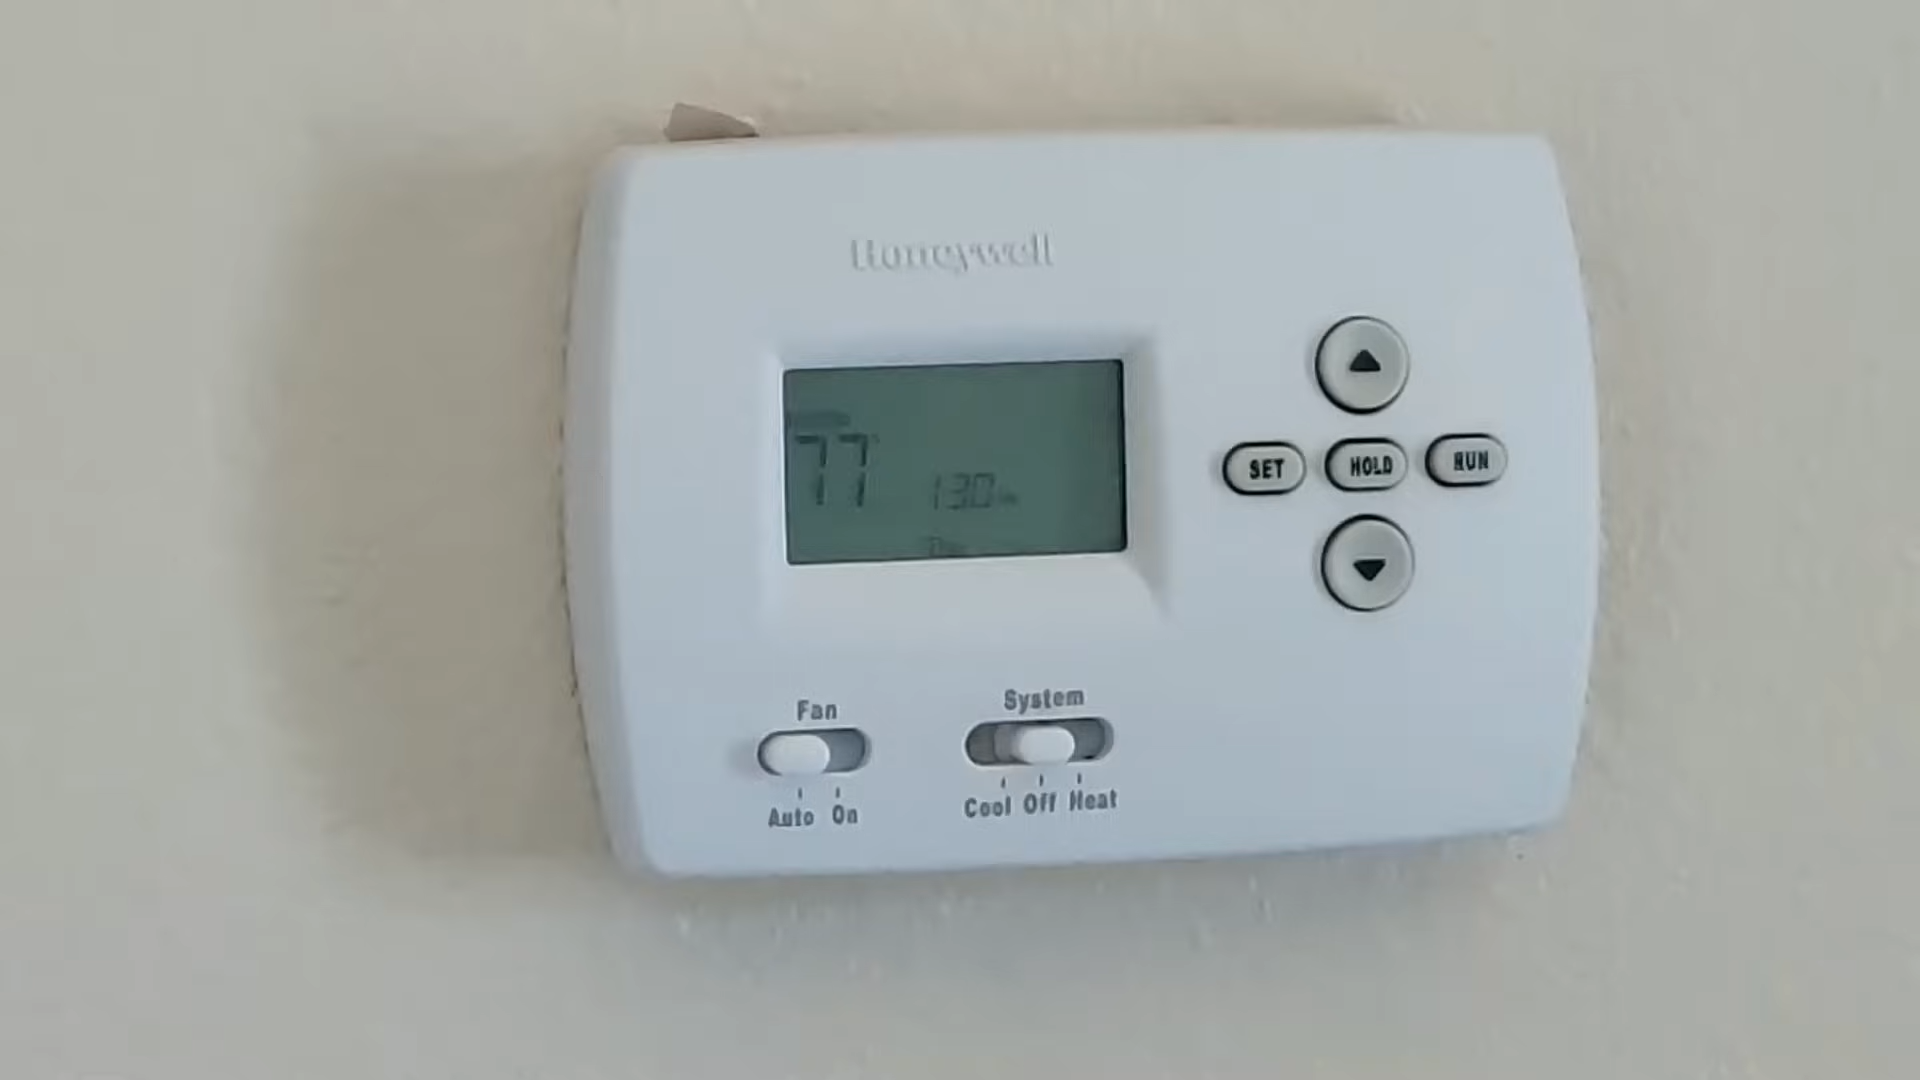 Honeywell
77°
1:30
SET HOLD RUN
Fan
System
Auto On
Cool Off Heat